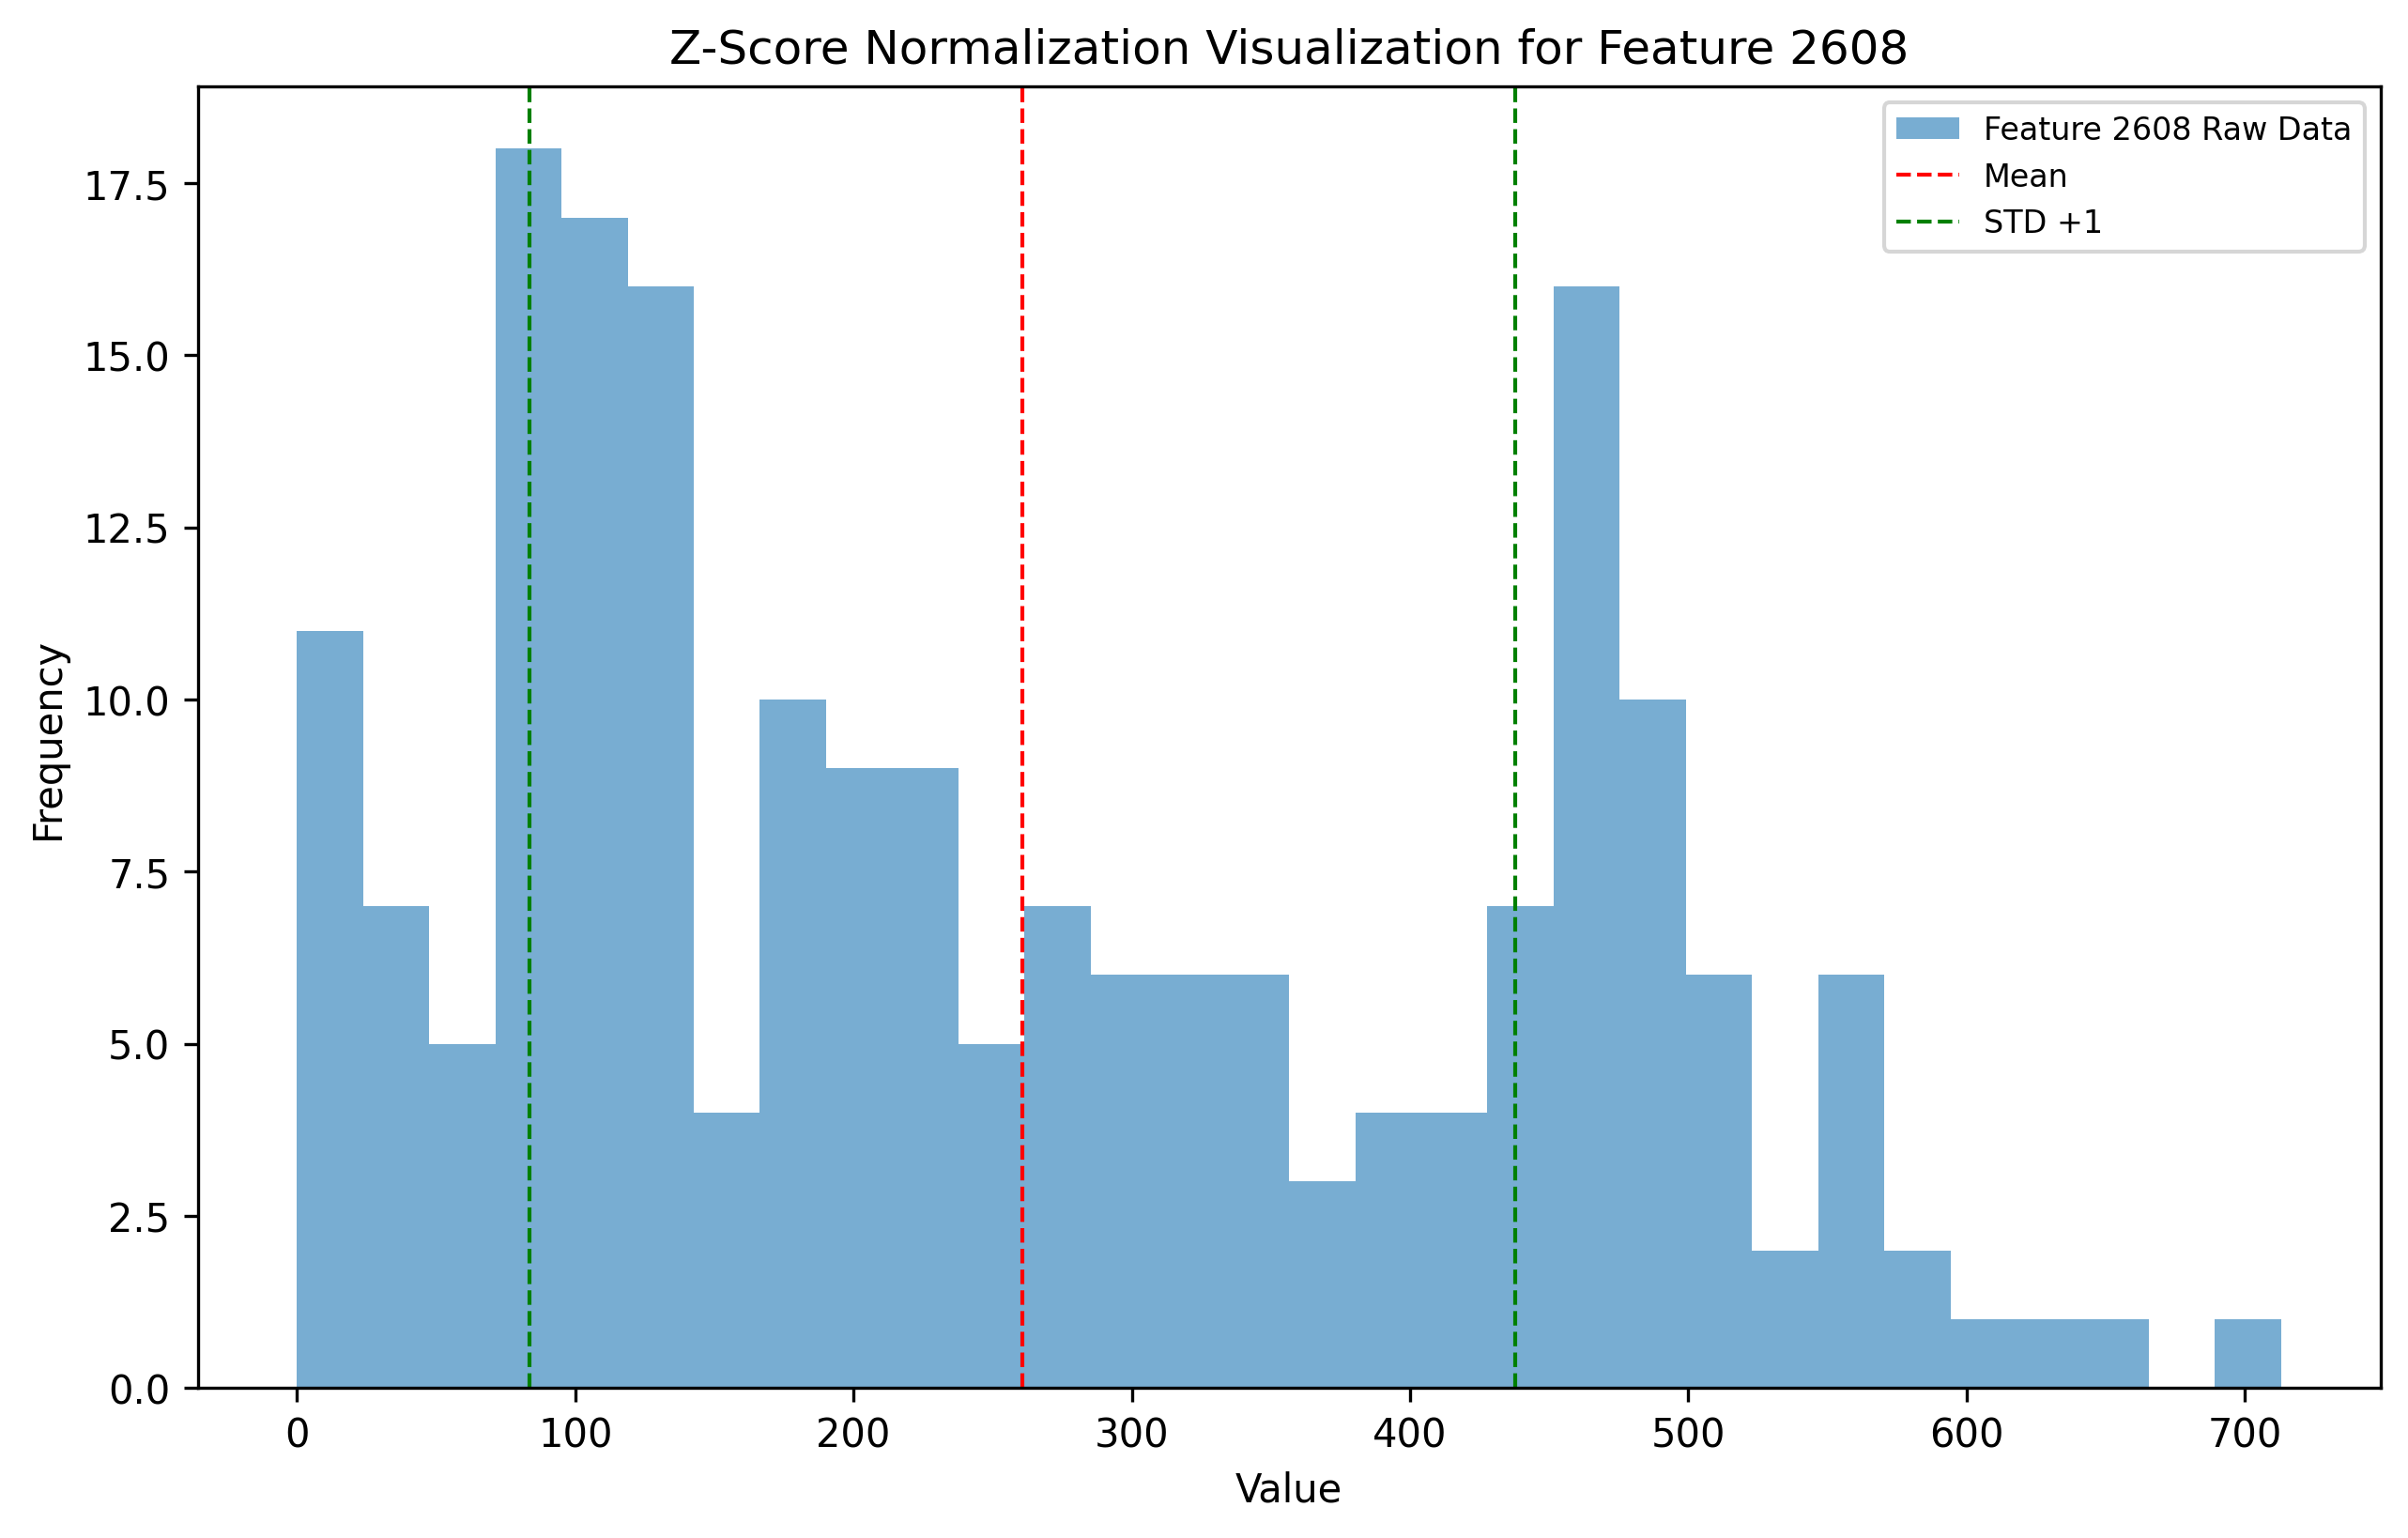 Z-Score Normalization Visualization for Feature 2608
Feature 2608 Raw Data
Mean
STD +1
Frequency
17.5
15.0
12.5
10.0
7.5
5.0
2.5
0.0
0 100 200 300 400 500 600 700
Value